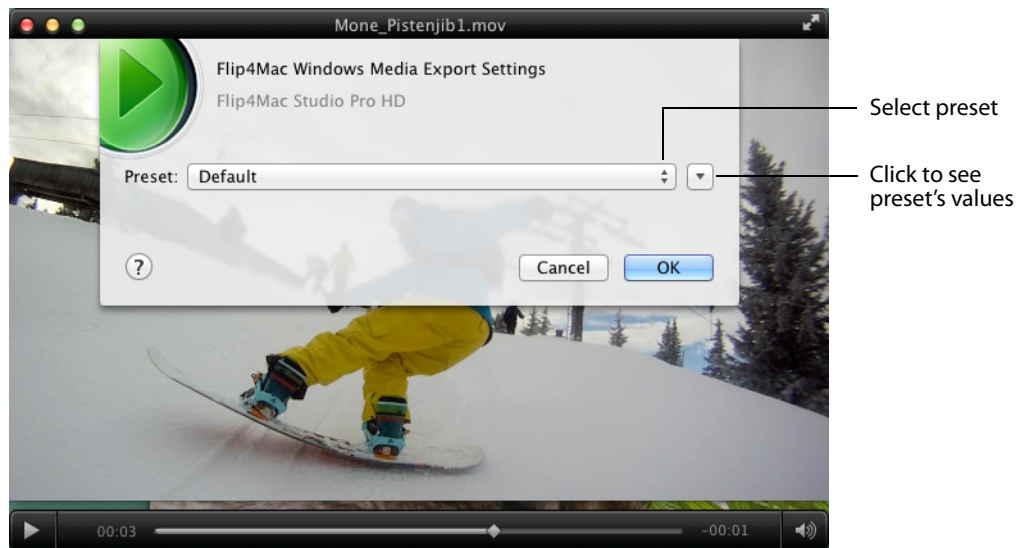 Mone_Pistenjib1.mov
Flip4Mac Windows Media Export Settings
Flip4Mac Studio Pro HD
Select preset
Preset: Default
Click to see
preset’s values
?
Cancel
OK
00:03
-00:01